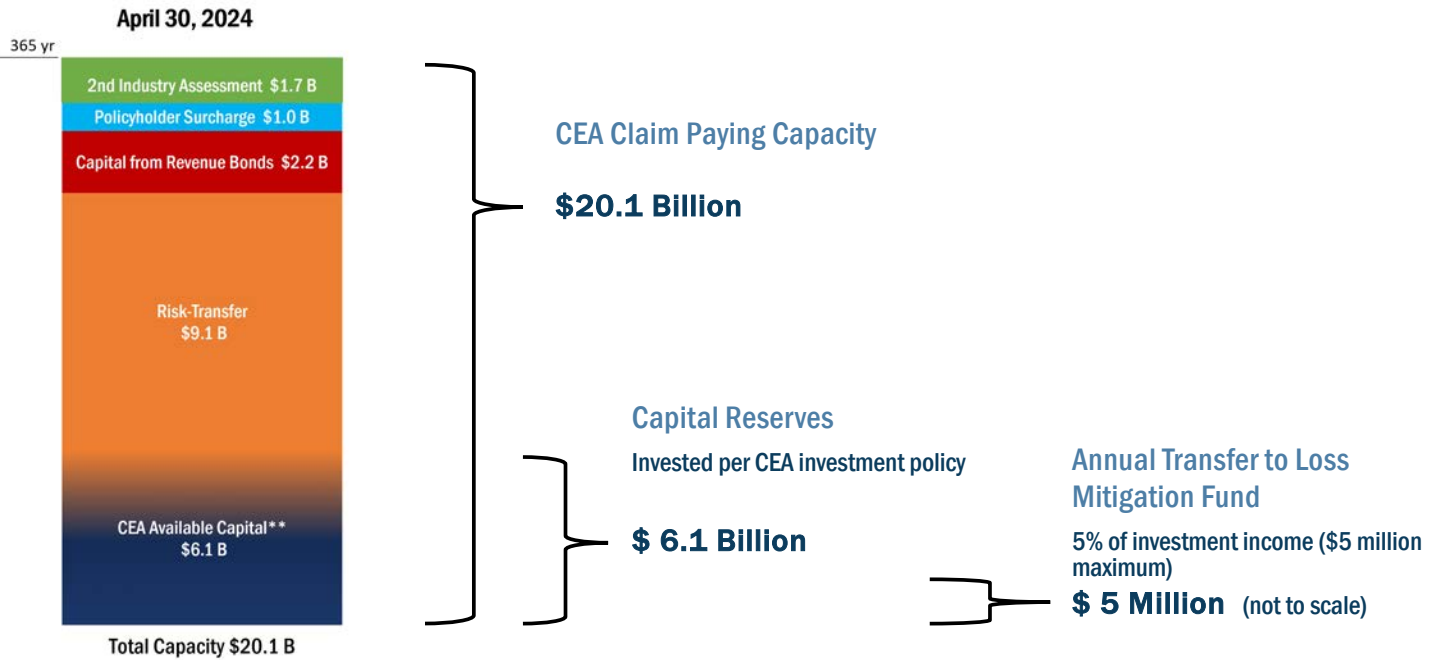 April 30, 2024
365 yr
2nd Industry Assessment $1.7 B
Policyholder Surcharge $1.0 B
Capital from Revenue Bonds $2.2 B
Risk-Transfer
$9.1 B
CEA Available Capital**
$6.1 B
Total Capacity $20.1 B
CEA Claim Paying Capacity
$20.1 Billion
Capital Reserves
Invested per CEA investment policy
$ 6.1 Billion
Annual Transfer to Loss
Mitigation Fund
5% of investment income ($5 million
maximum)
$ 5 Million (not to scale)